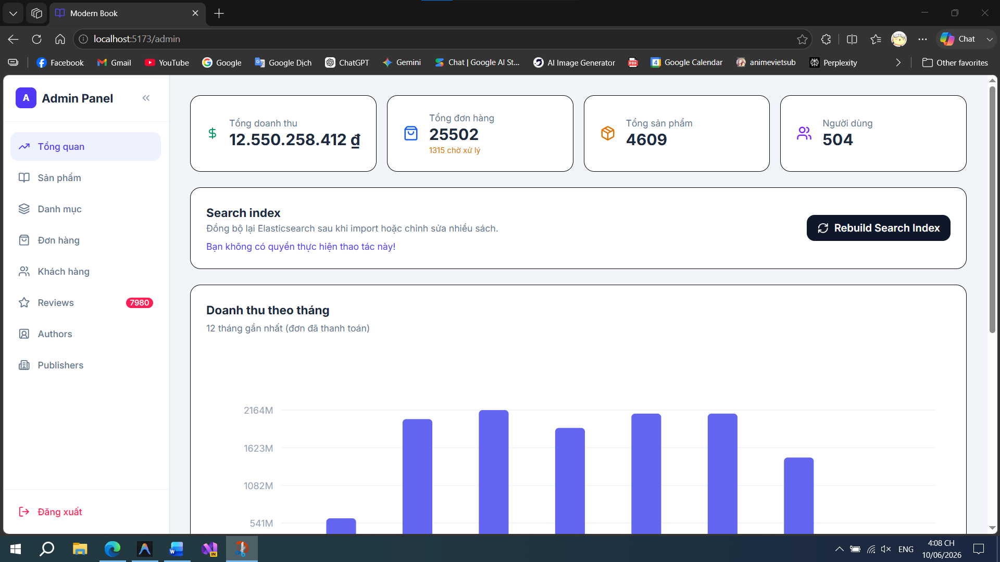 Modern Book
localhost:5173/admin
Chat
Facebook
Gmail
YouTube
Google
Google Dịch
ChatGPT
Gemini
Chat | Google AI St...
AI Image Generator
PDF
4
Google Calendar
animevietsub
Perplexity
Other favorites
A
Admin Panel
Tổng quan
Sản phẩm
Danh mục
Đơn hàng
Khách hàng
Reviews
7980
Authors
Publishers
Đăng xuất
Tổng doanh thu
12.550.258.412 ₫
Tổng đơn hàng
25502
1315 chờ xử lý
Tổng sản phẩm
4609
Người dùng
504
Search index
Đồng bộ lại Elasticsearch sau khi import hoặc chỉnh sửa nhiều sách.
Bạn không có quyền thực hiện thao tác này!
Rebuild Search Index
Doanh thu theo tháng
12 tháng gần nhất (đơn đã thanh toán)
2164M
1623M
1082M
541M
W
IN
ENG
4:08 CH
10/06/2026